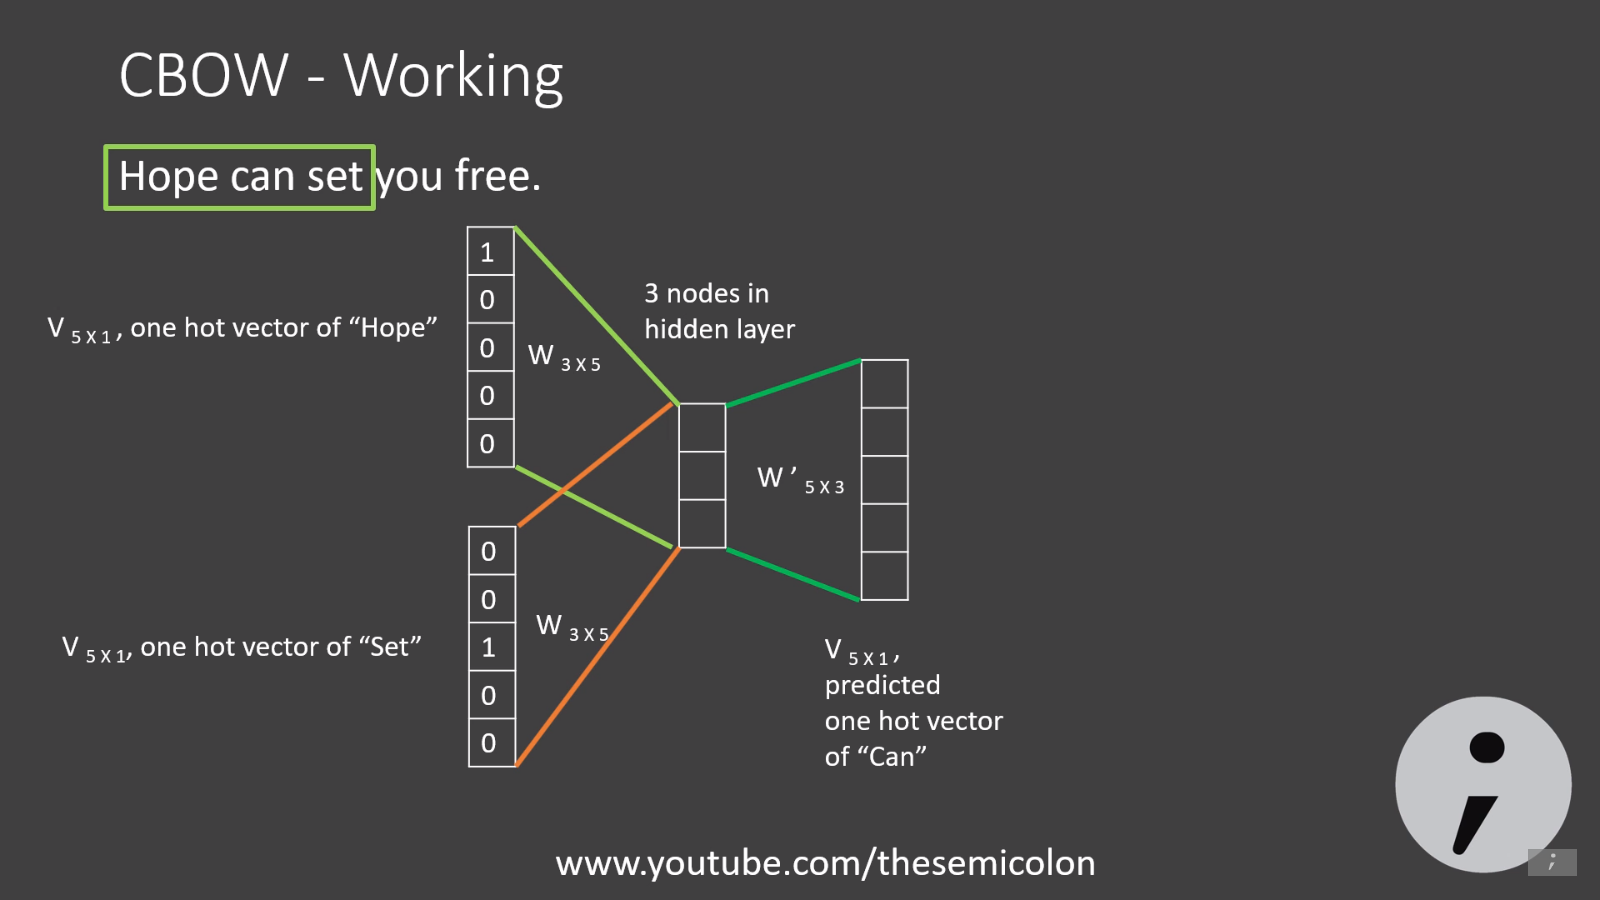 CBOW - Working
Hope can set you free.
1
0
0
0
0
V 5 X 1 , one hot vector of “Hope”
W 3 X 5
3 nodes in
hidden layer
W ’ 5 X 3
0
0
1
0
0
V 5 X 1, one hot vector of “Set”
W 3 X 5
V 5 X 1 ,
predicted
one hot vector
of “Can”
www.youtube.com/thesemicolon
;
;